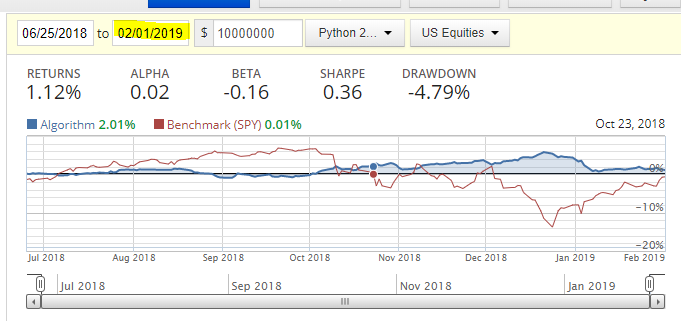 06/25/2018 to 02/01/2019 $ 10000000 Python 2... US Equities
RETURNS ALPHA BETA SHARPE DRAWDOWN
1.12% 0.02 -0.16 0.36 -4.79%
Algorithm 2.01% Benchmark (SPY) 0.01% Oct 23, 2018
0%
-10%
-20%
Jul 2018 Aug 2018 Sep 2018 Oct 2018 Nov 2018 Dec 2018 Jan 2019 Feb 2019
Jul 2018 Sep 2018 Nov 2018 Jan 2019